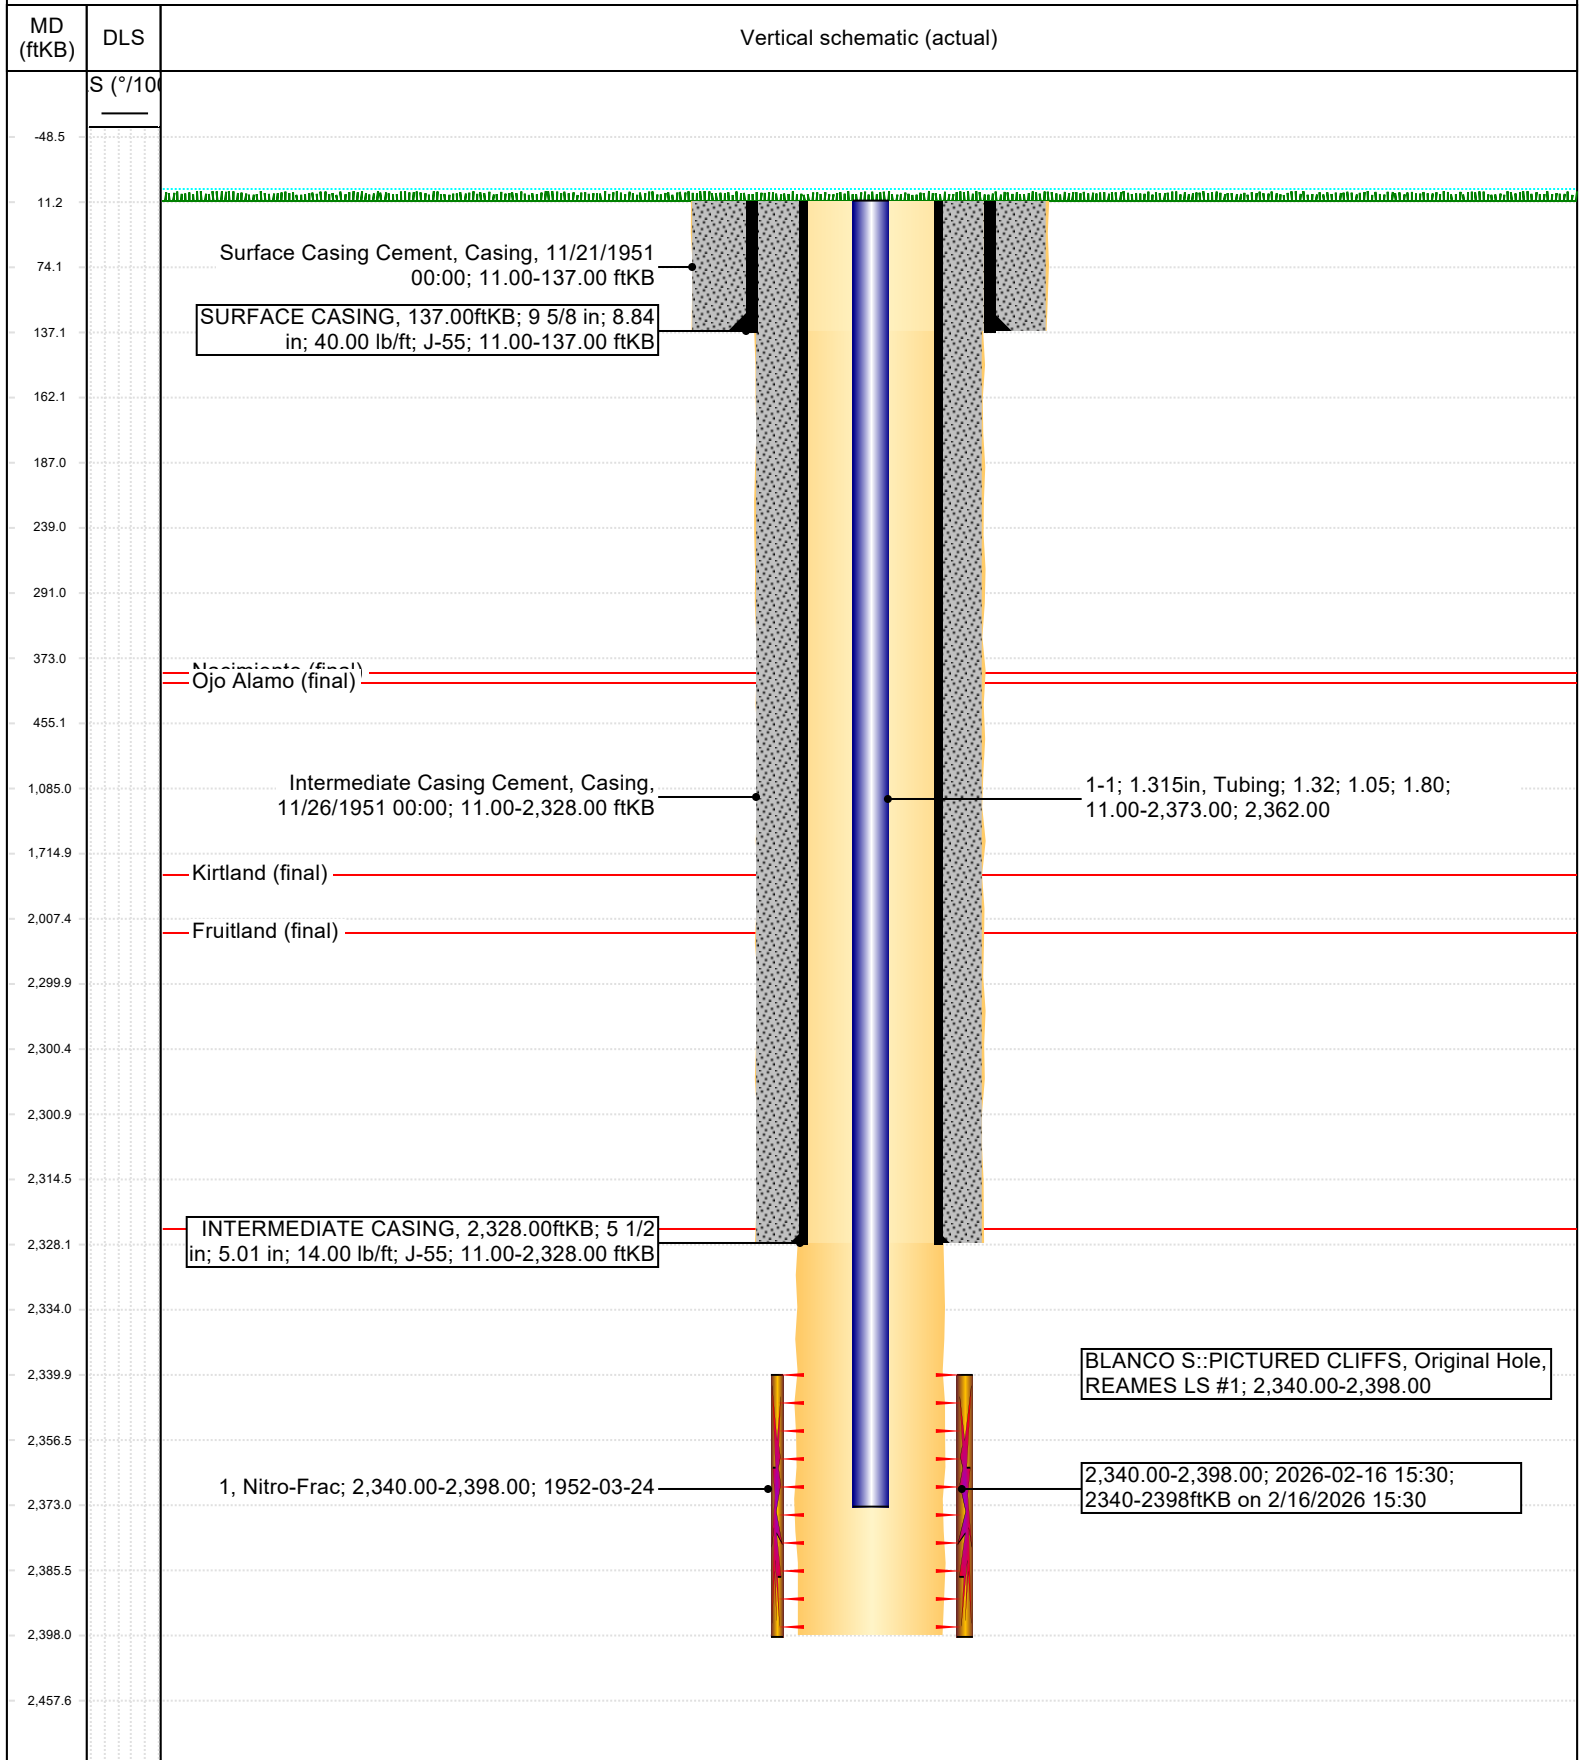 MD
(ftKB)
DLS
Vertical schematic (actual)
S (°/10
-48.5
11.2
74.1
137.1
162.1
187.0
239.0
291.0
373.0
455.1
1,085.0
1,714.9
2,007.4
2,299.9
2,300.4
2,300.9
2,314.5
2,328.1
2,334.0
2,339.9
2,356.5
2,373.0
2,385.5
2,398.0
2,457.6
Surface Casing Cement, Casing, 11/21/1951
00:00; 11.00-137.00 ftKB
SURFACE CASING, 137.00ftKB; 9 5/8 in; 8.84
in; 40.00 lb/ft; J-55; 11.00-137.00 ftKB
Nacimiento (final)
Ojo Alamo (final)
Intermediate Casing Cement, Casing,
11/26/1951 00:00; 11.00-2,328.00 ftKB
1-1; 1.315in, Tubing; 1.32; 1.05; 1.80;
11.00-2,373.00; 2,362.00
Kirtland (final)
Fruitland (final)
INTERMEDIATE CASING, 2,328.00ftKB; 5 1/2
in; 5.01 in; 14.00 lb/ft; J-55; 11.00-2,328.00 ftKB
BLANCO S::PICTURED CLIFFS, Original Hole,
REAMES LS #1; 2,340.00-2,398.00
1, Nitro-Frac; 2,340.00-2,398.00; 1952-03-24
2,340.00-2,398.00; 2026-02-16 15:30;
2340-2398ftKB on 2/16/2026 15:30